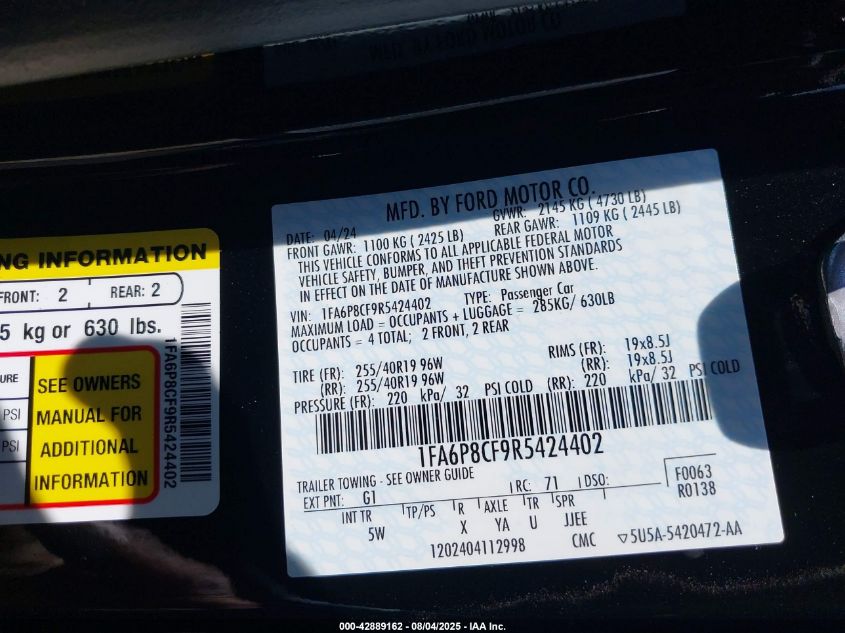 NG INFORMATION
FRONT: 2 REAR: 2
5 kg or 630 lbs.
SURE
PSI
PSI
SEE OWNERS
MANUAL FOR
ADDITIONAL
INFORMATION
1FA6P8CF9R5424402
MFD. BY FORD MOTOR CO.
DATE: 04/24 GVWR: 2145 KG ( 4730 LB)
FRONT GAWR: 1100 KG ( 2425 LB) REAR GAWR: 1109 KG ( 2445 LB)
THIS VEHICLE CONFORMS TO ALL APPLICABLE FEDERAL MOTOR
VEHICLE SAFETY, BUMPER, AND THEFT PREVENTION STANDARDS
IN EFFECT ON THE DATE OF MANUFACTURE SHOWN ABOVE.
VIN: 1FA6P8CF9R5424402 TYPE: Passenger Car
MAXIMUM LOAD = OCCUPANTS + LUGGAGE = 285KG/ 630LB
OCCUPANTS = 4 TOTAL; 2 FRONT, 2 REAR
TIRE (FR): 255/40R19 96W RIMS (FR): 19x8.5J
(RR): 255/40R19 96W (RR): 19x8.5J
PRESSURE (FR): 220 kPa/ 32 PSI COLD (RR): 220 kPa/ 32 PSI COLD
1FA6P8CF9R5424402
TRAILER TOWING - SEE OWNER GUIDE
EXT PNT: G1 RC: 71 DSO: F0063
R0138
INT TR TP/PS R AXLE TR SPR
5W X YA U JJEE
1202404112998 CMC ▽5U5A-5420472-AA
000-42889162 - 08/04/2025 - IAA Inc.